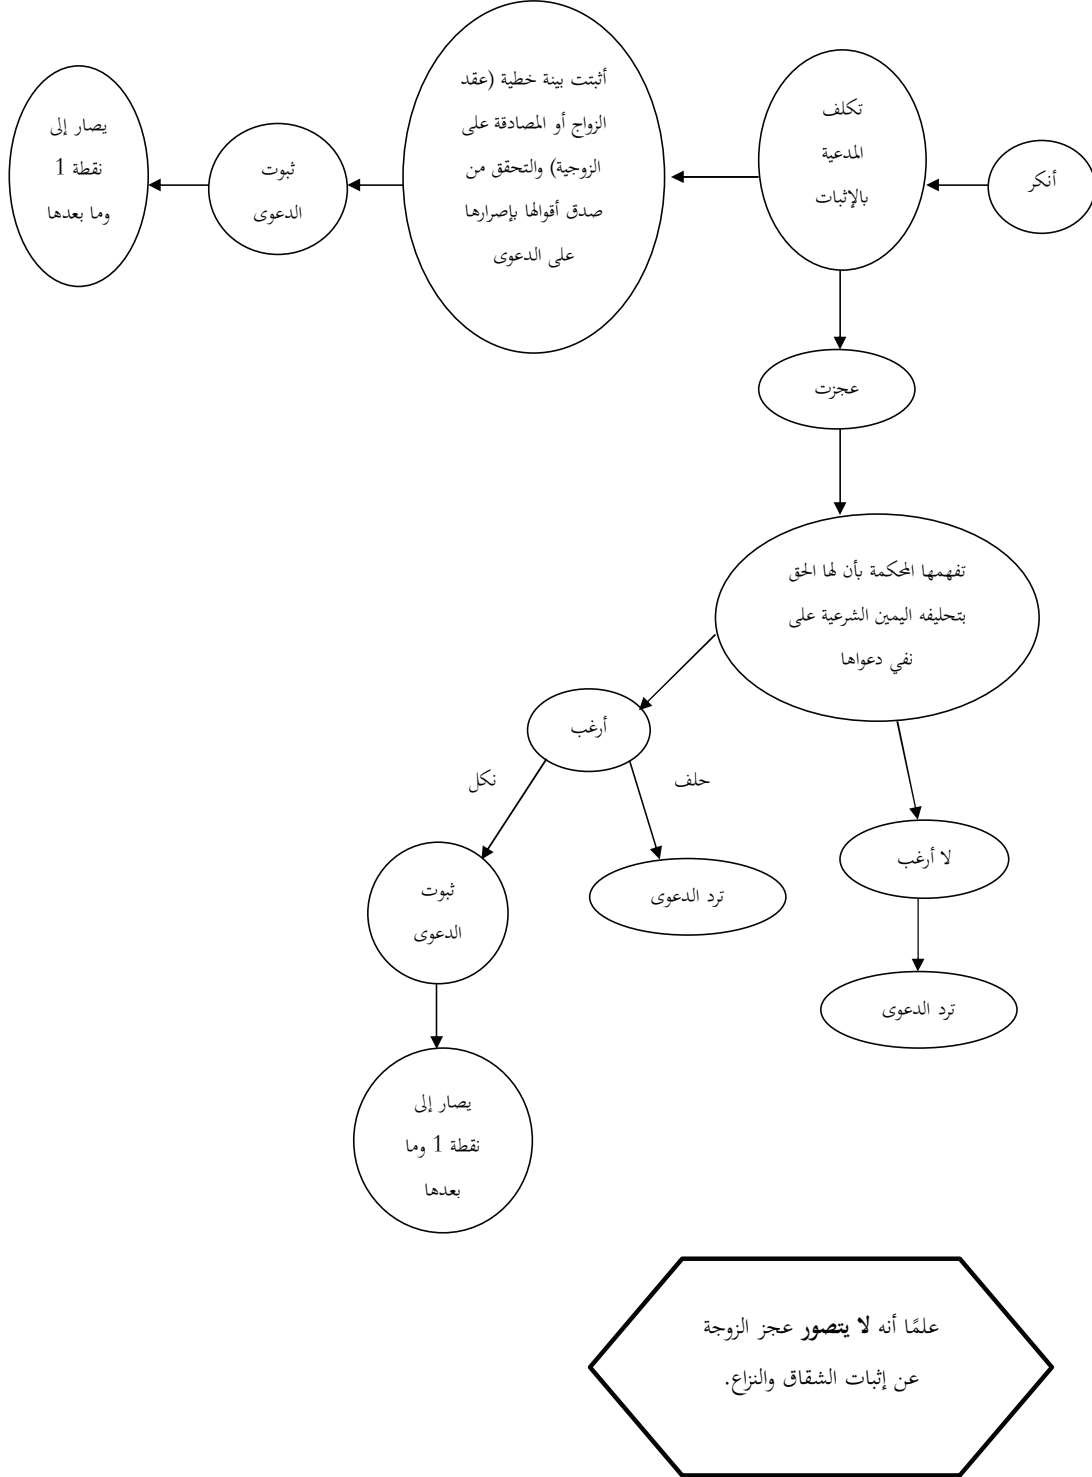 أنكر
تكلف
المدعية
بالإثبات
أثبتت بينة خطية (عقد
الزواج أو المصادقة على
الزوجية) والتحقق من
صدق أقوالها بإصرارها
على الدعوى
ثبوت
الدعوى
يصار إلى
نقطة 1
وما بعدها
عجزت
تفهمها المحكمة بأن لها الحق
بتحليفه اليمين الشرعية على
نفي دعواها
أرغب
حلف
نكل
لا أرغب
ترد الدعوى
ثبوت
الدعوى
ترد الدعوى
يصار إلى
نقطة 1 وما
بعدها
علمًا أنه لا يتصور عجز الزوجة
عن إثبات الشقاق والنزاع.